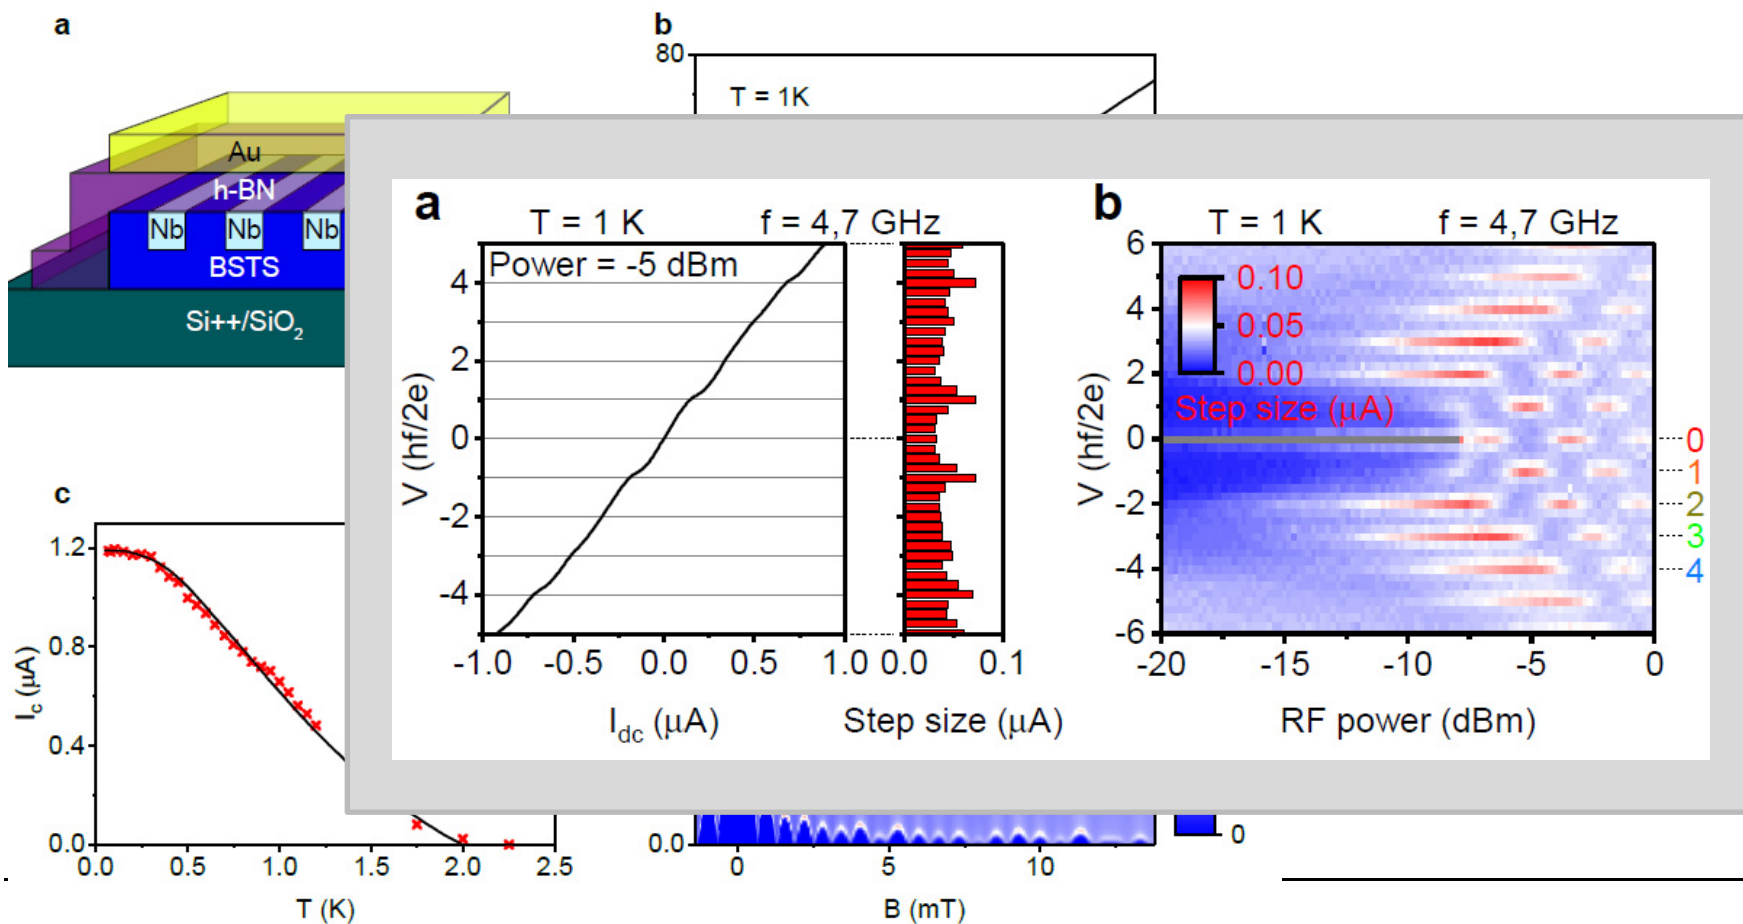 a
b
80
T = 1K
Au
h-BN
Nb Nb Nb
BSTS
Si++/SiO2
a
T = 1 K f = 4,7 GHz
Power = -5 dBm
V (hf/2e)
4
2
0
-2
-4
-1.0 -0.5 0.0 0.5 1.0
Idc (μA)
0.0 0.1
Step size (μA)
b
T = 1 K f = 4,7 GHz
V (hf/2e)
6
4
2
0
-2
-4
-6
0.10
0.05
0.00
Step size (μA)
0
1
2
3
4
-20 -15 -10 -5 0
RF power (dBm)
c
Ic (μA)
1.2
0.8
0.4
0.0
0.0 0.5 1.0 1.5 2.0 2.5
T (K)
0.0
0 5 10
B (mT)
0